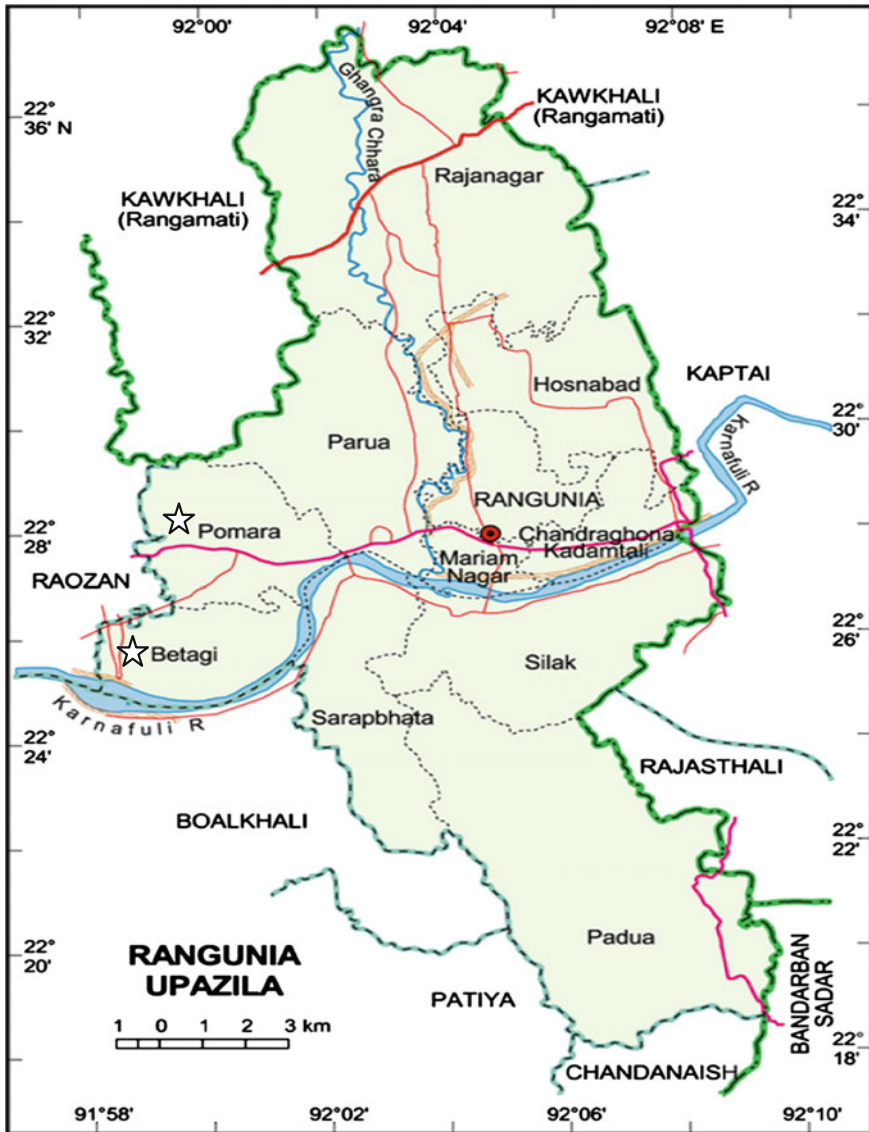 92°00'
92°04'
92°08' E
22°
36' N
KAWKHALI
(Rangamati)
Ghangra Chhara
Rajanagar
KAWKHALI
(Rangamati)
22°
34'
22°
32'
Hosnabad
KAPTAI
22°
30'
Karnafuli R
Parua
RANGUNIA
22°
28'
Pomara
Chandraghona
Kadamtali
Mariam
Nagar
RAOZAN
22°
26'
Betagi
Silak
Karnafuli R
Sarapbhata
22°
24'
RAJASTHALI
BOALKHALI
22°
22'
Padua
22°
20'
RANGUNIA
UPAZILA
PATIYA
BANDARBAN
SADAR
1 0 1 2 3 km
22°
18'
CHANDANAISH
91°58'
92°02'
92°06'
92°10'